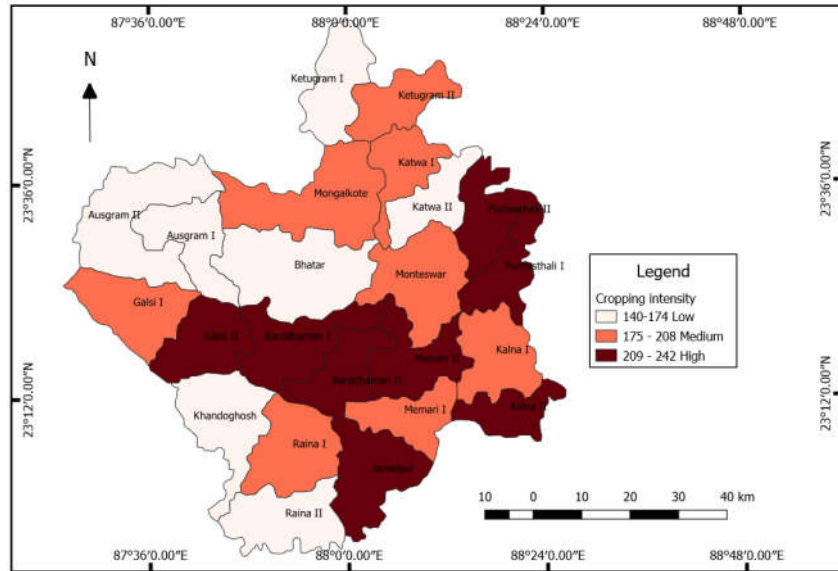 87°36'0.00"E 88°0'0.00"E 88°24'0.00"E 88°48'0.00"E
N
Ketugram I
Ketugram II
Katwa I
23°36'0.00"N
23°36'0.00"N
Mongalkote
Katwa II
Ausgram II
Purbasthali II
Ausgram I
Bhatar
Monteswar
Purbasthali I
Legend
Cropping intensity
140-174 Low
175 - 208 Medium
209 - 242 High
Galsi I
Galsi II
Barddhaman I
Memari II
Kalna I
Barddhaman II
23°12'0.00"N
23°12'0.00"N
Khandoghosh
Memari I
Kalna II
Raina I
Jamalpur
Raina II
10 0 10 20 30 40 km
87°36'0.00"E 88°0'0.00"E 88°24'0.00"E 88°48'0.00"E